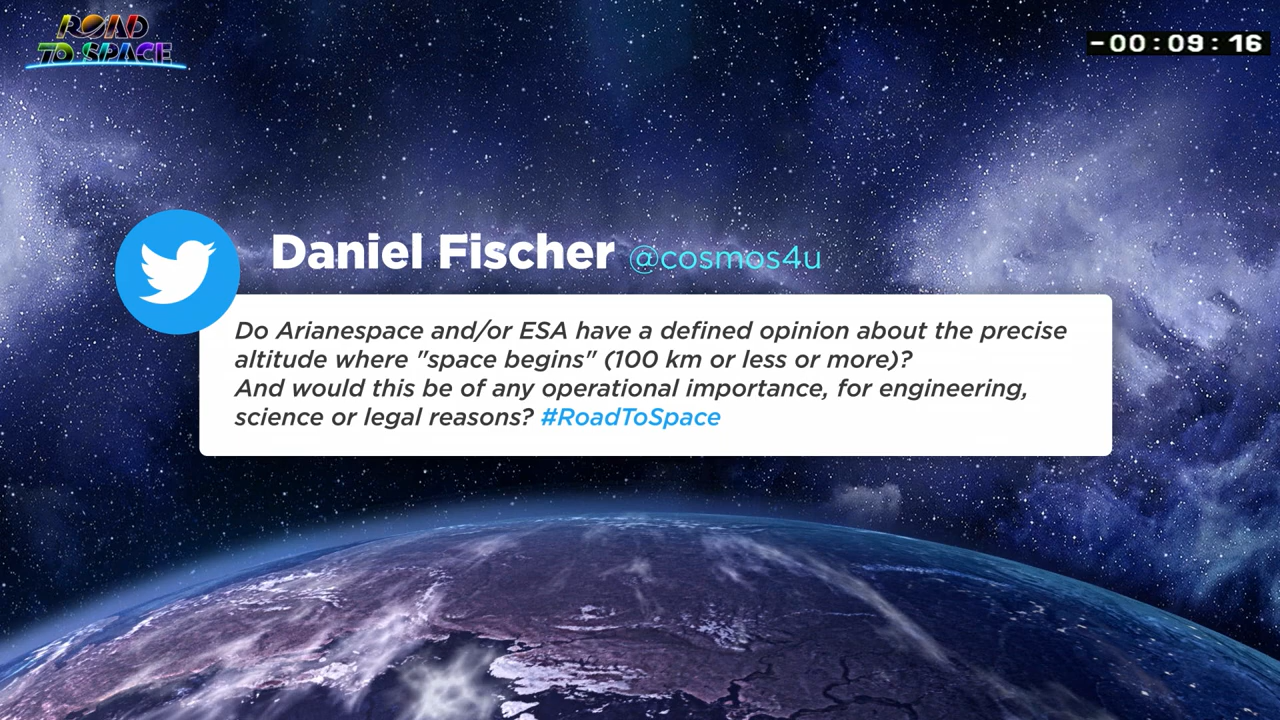 ROAD
TO SPACE
-00:09:16
Daniel Fischer @cosmos4u
Do Arianespace and/or ESA have a defined opinion about the precise
altitude where "space begins" (100 km or less or more)?
And would this be of any operational importance, for engineering,
science or legal reasons? #RoadToSpace